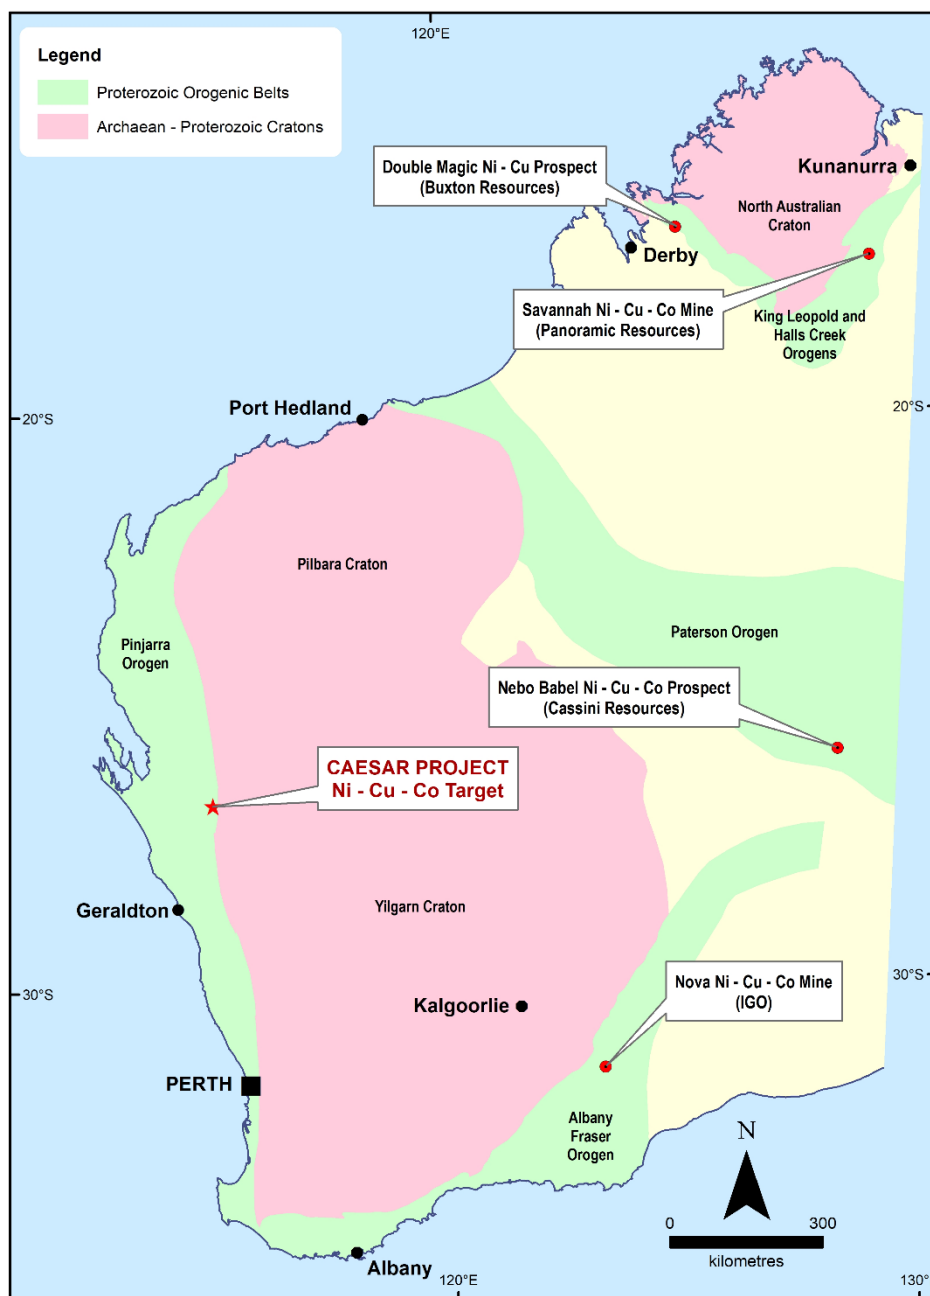 120°E
Legend
Proterozoic Orogenic Belts
Archaean - Proterozoic Cratons
Double Magic Ni - Cu Prospect
(Buxton Resources)
Kununurra
North Australian
Craton
Derby
Savannah Ni - Cu - Co Mine
(Panoramic Resources)
King Leopold and
Halls Creek
Orogens
Port Hedland
20°S
20°S
Pilbara Craton
Pinjarra
Orogen
Paterson Orogen
Nebo Babel Ni - Cu - Co Prospect
(Cassini Resources)
CAESAR PROJECT
Ni - Cu - Co Target
Geraldton
Yilgarn Craton
Nova Ni - Cu - Co Mine
(IGO)
30°S
30°S
Kalgoorlie
PERTH
Albany
Fraser
Orogen
N
0 300
kilometres
Albany
120°E
130°